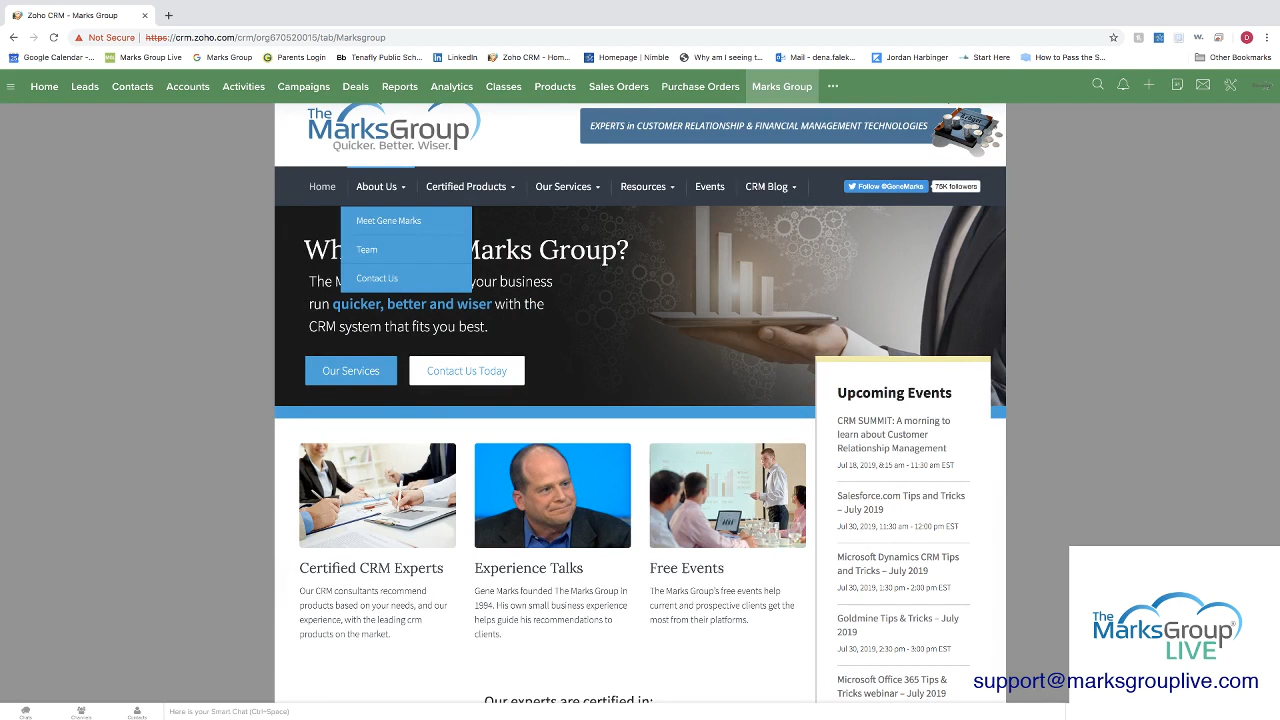 Zoho CRM - Marks Group
Not Secure https://crm.zoho.com/crm/org670520015/tab/Marksgroup
Google Calendar -... Marks Group Live Marks Group Parents Login Bb Tenafly Public Sch... LinkedIn Zoho CRM - Hom... Homepage | Nimble Why am I seeing t... Mail - dena.falek... Jordan Harbinger Start Here How to Pass the S... Other Bookmarks
Home Leads Contacts Accounts Activities Campaigns Deals Reports Analytics Classes Products Sales Orders Purchase Orders Marks Group
The
MarksGroup
Quicker. Better. Wiser.
EXPERTS in CUSTOMER RELATIONSHIP & FINANCIAL MANAGEMENT TECHNOLOGIES
Home About Us Certified Products Our Services Resources Events CRM Blog Follow @GeneMarks 75K followers
Meet Gene Marks
Team
Contact Us
Wh Marks Group?
The M your business
run quicker, better and wiser with the
CRM system that fits you best.
Our Services Contact Us Today
Upcoming Events
CRM SUMMIT: A morning to
learn about Customer
Relationship Management
Jul 18, 2019, 8:15 am - 11:30 am EST
Salesforce.com Tips and Tricks
– July 2019
Jul 30, 2019, 11:30 am - 12:00 pm EST
Microsoft Dynamics CRM Tips
and Tricks – July 2019
Jul 30, 2019, 1:30 pm - 2:00 pm EST
Goldmine Tips & Tricks – July
2019
Jul 30, 2019, 2:30 pm - 3:00 pm EST
Microsoft Office 365 Tips &
Tricks webinar – July 2019
Certified CRM Experts
Our CRM consultants recommend
products based on your needs, and our
experience, with the leading crm
products on the market.
Experience Talks
Gene Marks founded The Marks Group in
1994. His own small business experience
helps guide his recommendations to
clients.
Free Events
The Marks Group's free events help
current and prospective clients get the
most from their platforms.
Our experts are certified in:
The
MarksGroup®
LIVE
support@marksgrouplive.com
Chats Channels Contacts Here is your Smart Chat (Ctrl+Space)